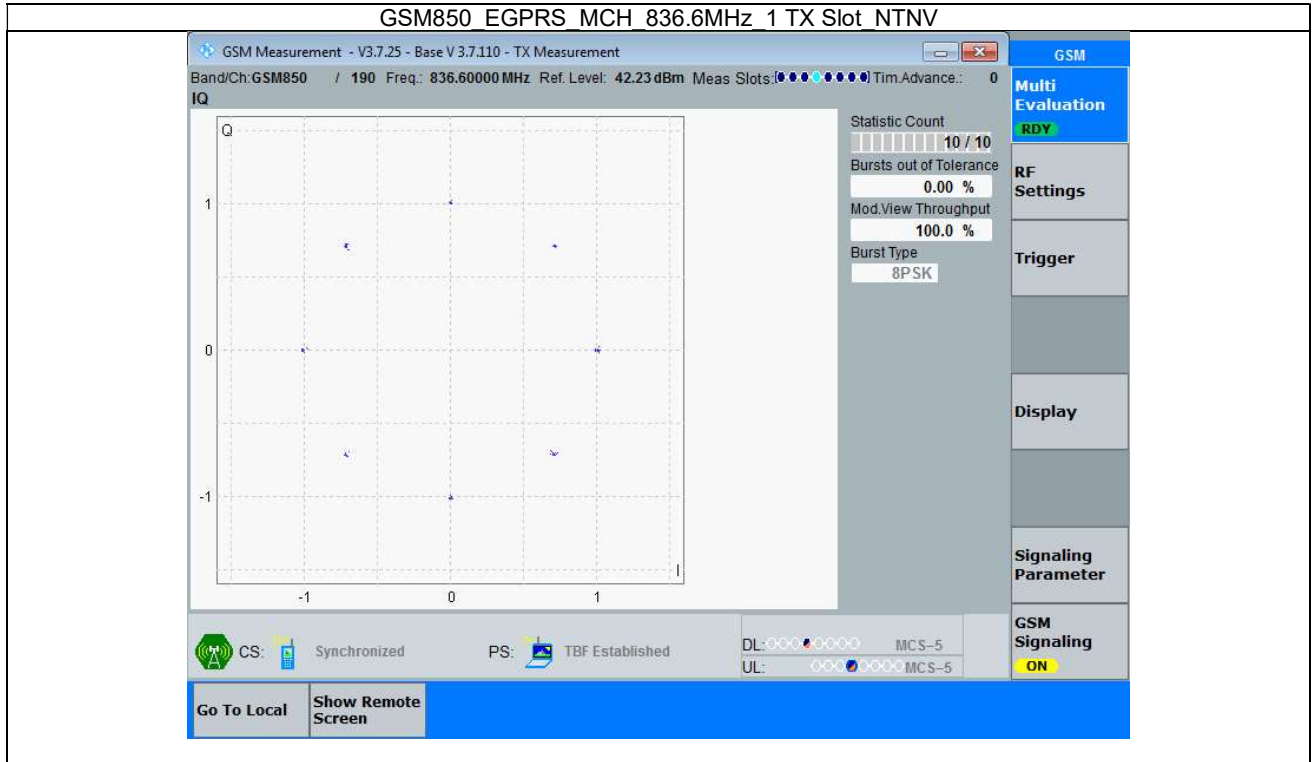 GSM850_EGPRS_MCH_836.6MHz_1 TX Slot_NTNV
GSM Measurement - V3.7.25 - Base V 3.7.110 - TX Measurement
GSM
Band/Ch: GSM850 / 190 Freq.: 836.60000 MHz Ref. Level: 42.23 dBm Meas Slots: Tim.Advance.: 0
IQ
Multi
Evaluation
RDY
Q
1
0
-1
-1
0
1
I
Statistic Count
10 / 10
Bursts out of Tolerance
0.00 %
Mod.View Throughput
100.0 %
Burst Type
8PSK
RF
Settings
Trigger
Display
Signaling
Parameter
GSM
Signaling
ON
CS: Synchronized
PS: TBF Established
DL: MCS-5
UL: MCS-5
Go To Local
Show Remote
Screen